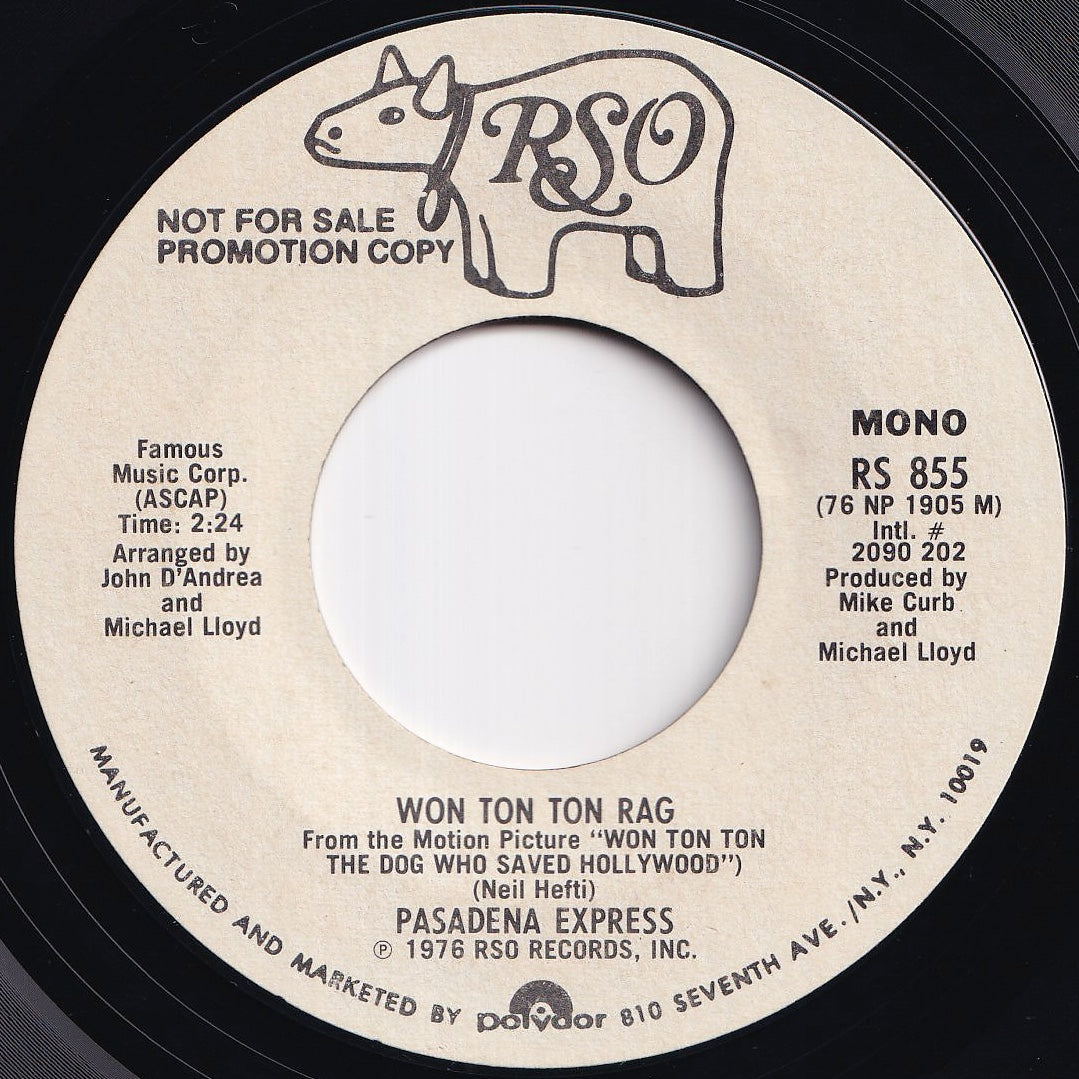 RSO
NOT FOR SALE
PROMOTION COPY
Famous
Music Corp.
(ASCAP)
Time: 2:24
Arranged by
John D'Andrea
and
Michael Lloyd
MONO
RS 855
(76 NP 1905 M)
Intl. #
2090 202
Produced by
Mike Curb
and
Michael Lloyd
WON TON TON RAG
From the Motion Picture “WON TON TON
THE DOG WHO SAVED HOLLYWOOD”)
(Neil Hefti)
PASADENA EXPRESS
℗ 1976 RSO RECORDS, INC.
MANUFACTURED AND MARKETED BY polydor 810 SEVENTH AVE./N.Y., N.Y. 10019